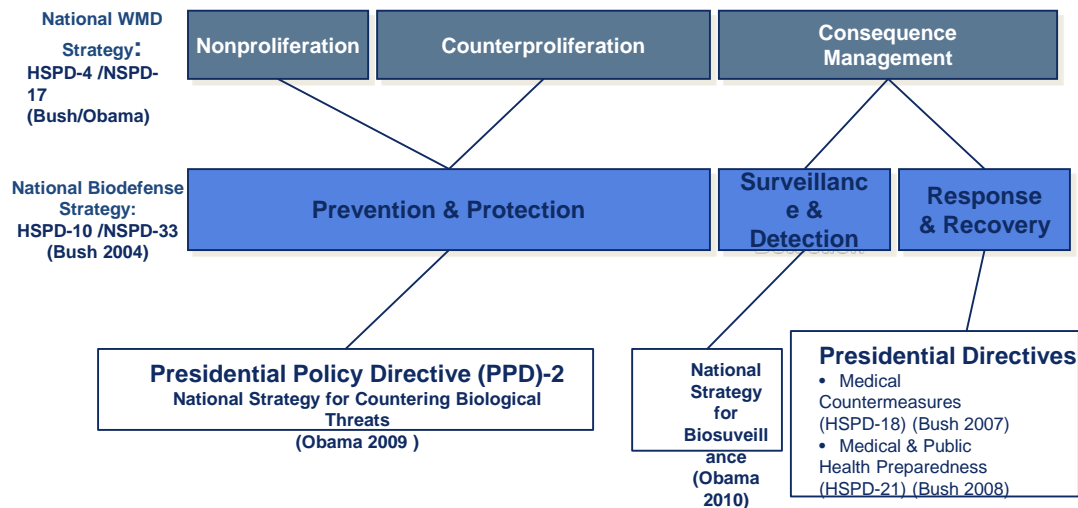 National WMD
Strategy:
HSPD-4 /NSPD-
17
(Bush/Obama)
Nonproliferation
Counterproliferation
Consequence
Management
National Biodefense
Strategy:
HSPD-10 /NSPD-33
(Bush 2004)
Prevention & Protection
Surveillanc
e &
Detection
Response
& Recovery
Presidential Policy Directive (PPD)-2
National Strategy for Countering Biological
Threats
(Obama 2009 )
National
Strategy
for
Biosuveill
ance
(Obama
2010)
Presidential Directives
• Medical
Countermeasures
(HSPD-18) (Bush 2007)
• Medical & Public
Health Preparedness
(HSPD-21) (Bush 2008)